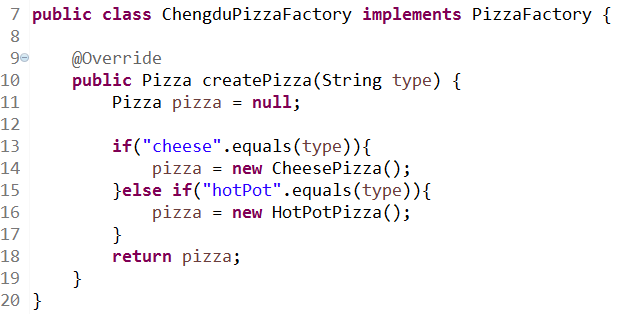 7 public class ChengduPizzaFactory implements PizzaFactory {
8
9 @Override
10 public Pizza createPizza(String type) {
11 Pizza pizza = null;
12
13 if("cheese".equals(type)){
14 pizza = new CheesePizza();
15 }else if("hotPot".equals(type)){
16 pizza = new HotPotPizza();
17 }
18 return pizza;
19 }
20 }